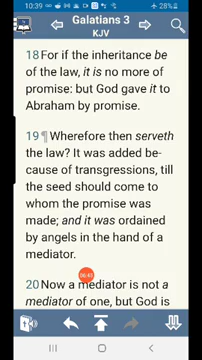 10:39
28%
Galatians 3
KJV
18 For if the inheritance be
of the law, it is no more of
promise: but God gave it to
Abraham by promise.
19 ¶ Wherefore then serveth
the law? It was added be-
cause of transgressions, till
the seed should come to
whom the promise was
made; and it was ordained
by angels in the hand of a
mediator.
20 Now a mediator is not a
mediator of one, but God is